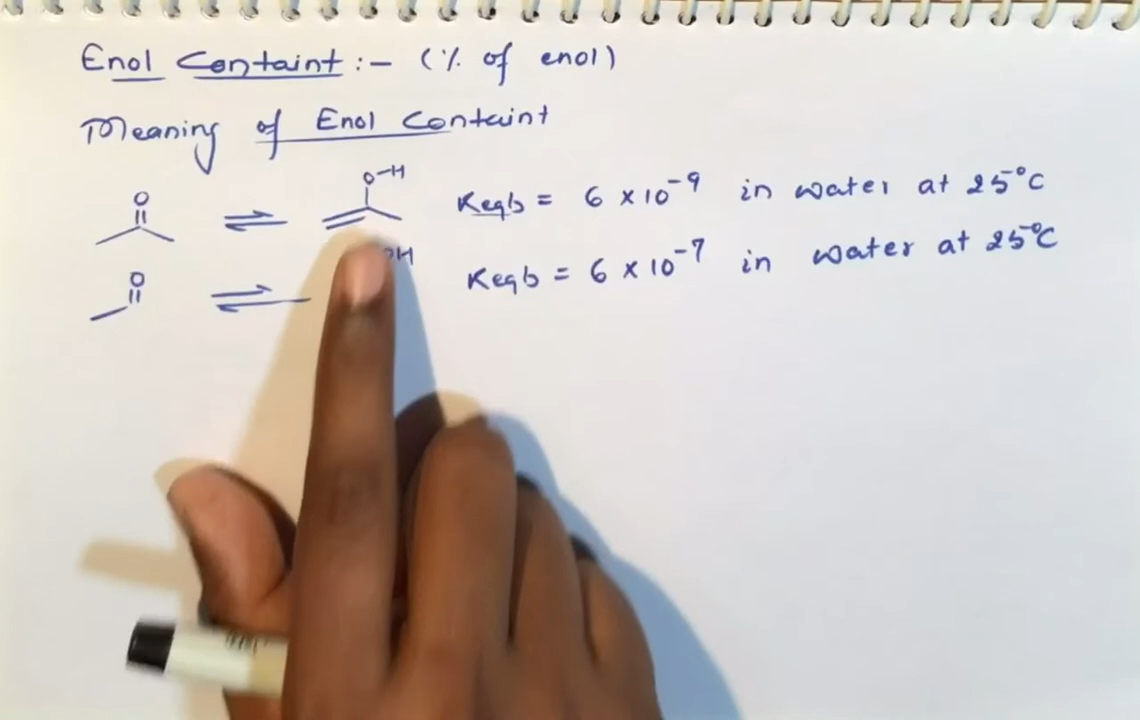 Enol Containt :- (% of enol)
Meaning of Enol Containt
O O-H Keqb = 6 × 10⁻⁹ in water at 25°C
O OH Keqb = 6 × 10⁻⁷ in water at 25°C